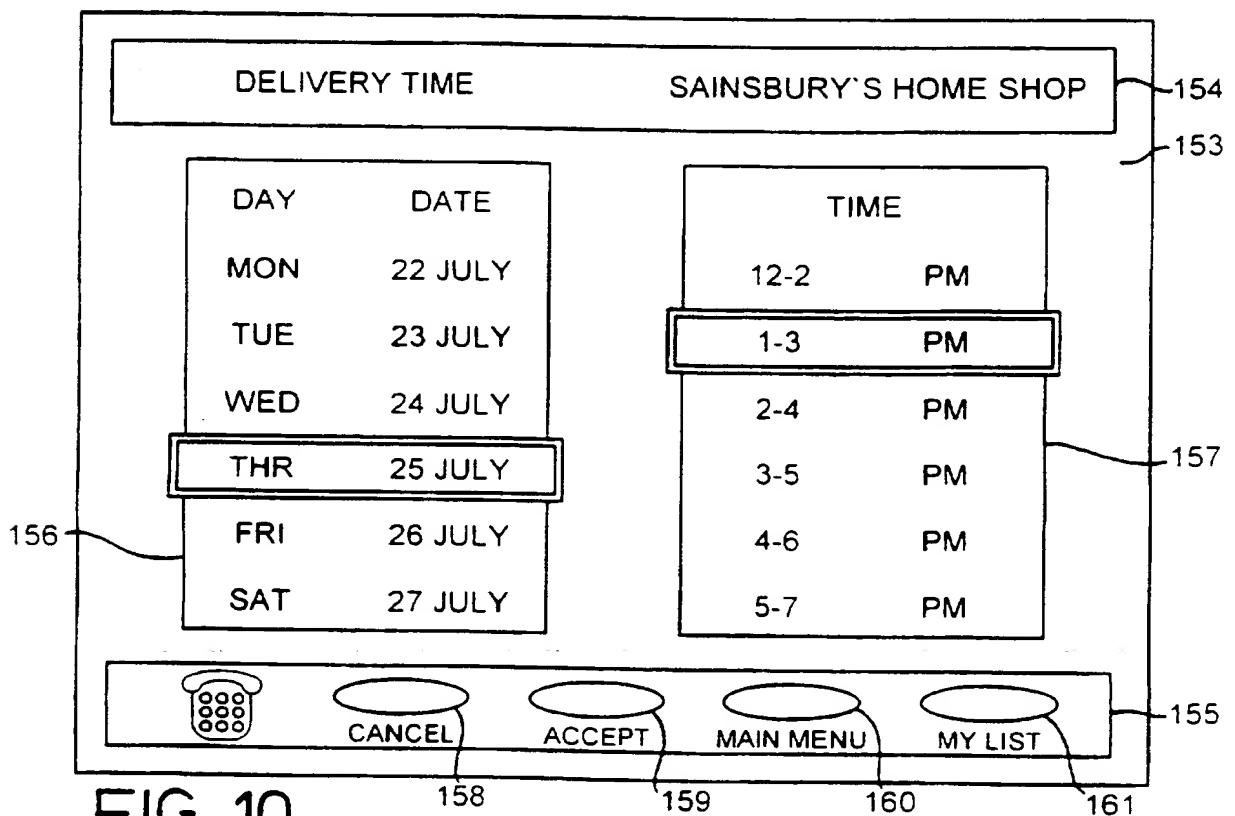 DELIVERY TIME SAINSBURY`S HOME SHOP
154
153
DAY DATE
MON 22 JULY
TUE 23 JULY
WED 24 JULY
THR 25 JULY
FRI 26 JULY
SAT 27 JULY
156
TIME
12-2 PM
1-3 PM
2-4 PM
3-5 PM
4-6 PM
5-7 PM
157
CANCEL ACCEPT MAIN MENU MY LIST
155
158 159 160 161
FIG. 10